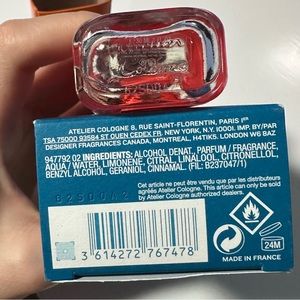 ATELIER COLOGNE 8, RUE SAINT-FLORENTIN, PARIS Iᵉʳ
TSA 75000 93584 ST OUEN CEDEX FR. NEW YORK, N.Y. 10001. IMP. BY/PAR
DESIGNER FRAGRANCES CANADA, MONTREAL, H4T1K5. LONDON W6 8AZ
947792 02 INGREDIENTS: ALCOHOL DENAT., PARFUM / FRAGRANCE,
AQUA / WATER, LIMONENE, CITRAL, LINALOOL, CITRONELLOL,
BENZYL ALCOHOL, GERANIOL, CINNAMAL. (FIL B237047/1)
Cet article ne peut être vendu que par les distributeurs
agréés Atelier Cologne. This article can only be sold
by Atelier Cologne authorized dealers.
3 614272 767478
24M
MADE IN FRANCE